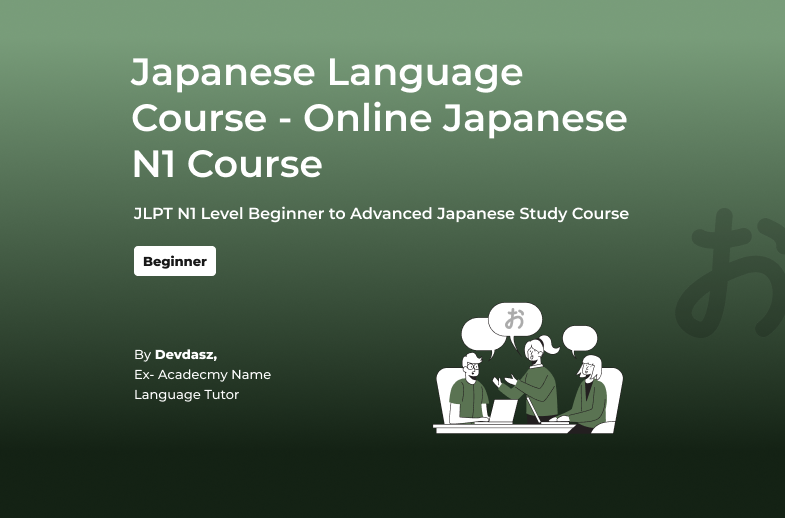 Japanese Language
Course - Online Japanese
N1 Course
JLPT N1 Level Beginner to Advanced Japanese Study Course
Beginner
By Devdasz,
Ex- Acadecmy Name
Language Tutor
お
お